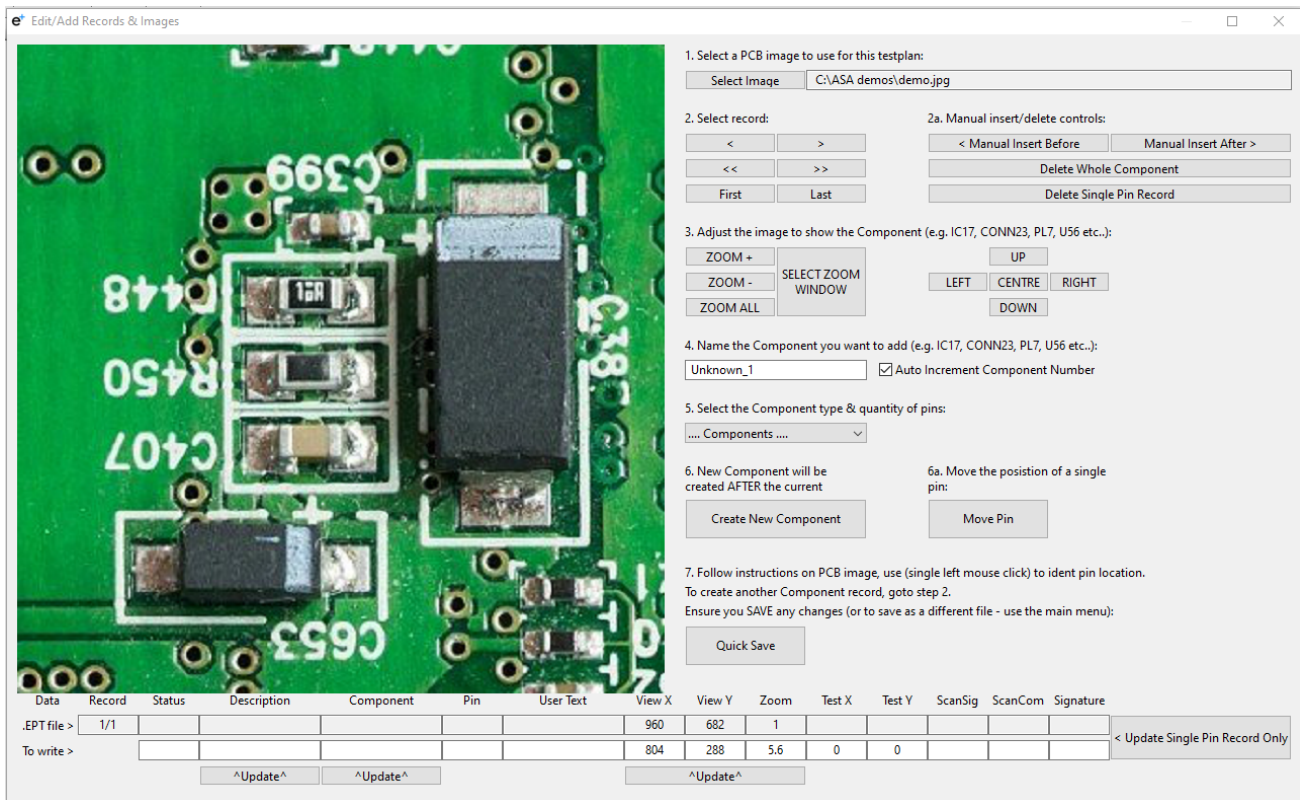 e+ Edit/Add Records & Images
C399
R448
1R
R450
C407
C38
C653
1. Select a PCB image to use for this testplan:
Select Image C:\ASA demos\demo.jpg
2. Select record:
2a. Manual insert/delete controls:
< >
< Manual Insert Before Manual Insert After >
<< >>
Delete Whole Component
First Last
Delete Single Pin Record
3. Adjust the image to show the Component (e.g. IC17, CONN23, PL7, U56 etc..):
ZOOM +
ZOOM -
ZOOM ALL
SELECT ZOOM
WINDOW
UP
LEFT CENTRE RIGHT
DOWN
4. Name the Component you want to add (e.g. IC17, CONN23, PL7, U56 etc..):
Unknown_1 Auto Increment Component Number
5. Select the Component type & quantity of pins:
.... Components ....
6. New Component will be
created AFTER the current
Create New Component
6a. Move the posistion of a single
pin:
Move Pin
7. Follow instructions on PCB image, use (single left mouse click) to ident pin location.
To create another Component record, goto step 2.
Ensure you SAVE any changes (or to save as a different file - use the main menu):
Quick Save
Data Record Status Description Component Pin User Text View X View Y Zoom Test X Test Y ScanSig ScanCom Signature
.EPT file > 1/1 960 682 1
To write > 804 288 5.6 0 0
< Update Single Pin Record Only
^Update^ ^Update^ ^Update^